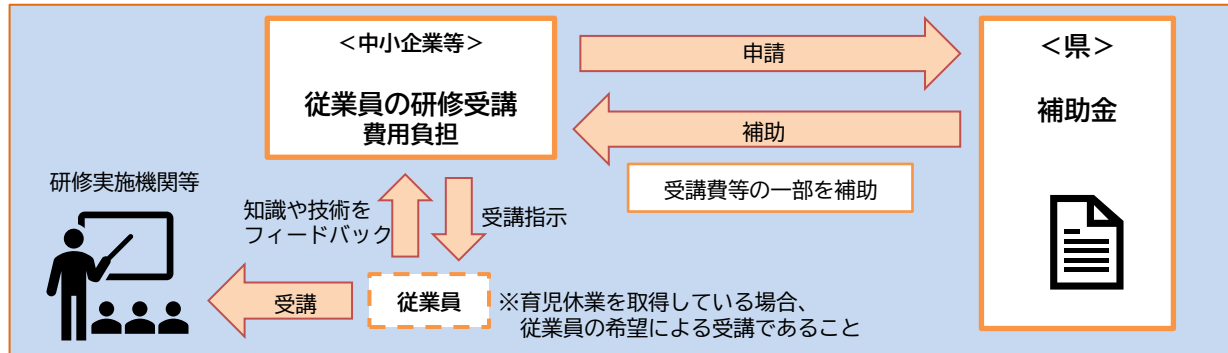 ＜中小企業等＞
従業員の研修受講
費用負担
申請
補助
受講費等の一部を補助
＜県＞
補助金
研修実施機関等
知識や技術を
フィードバック
受講指示
受講
従業員
※育児休業を取得している場合、
従業員の希望による受講であること